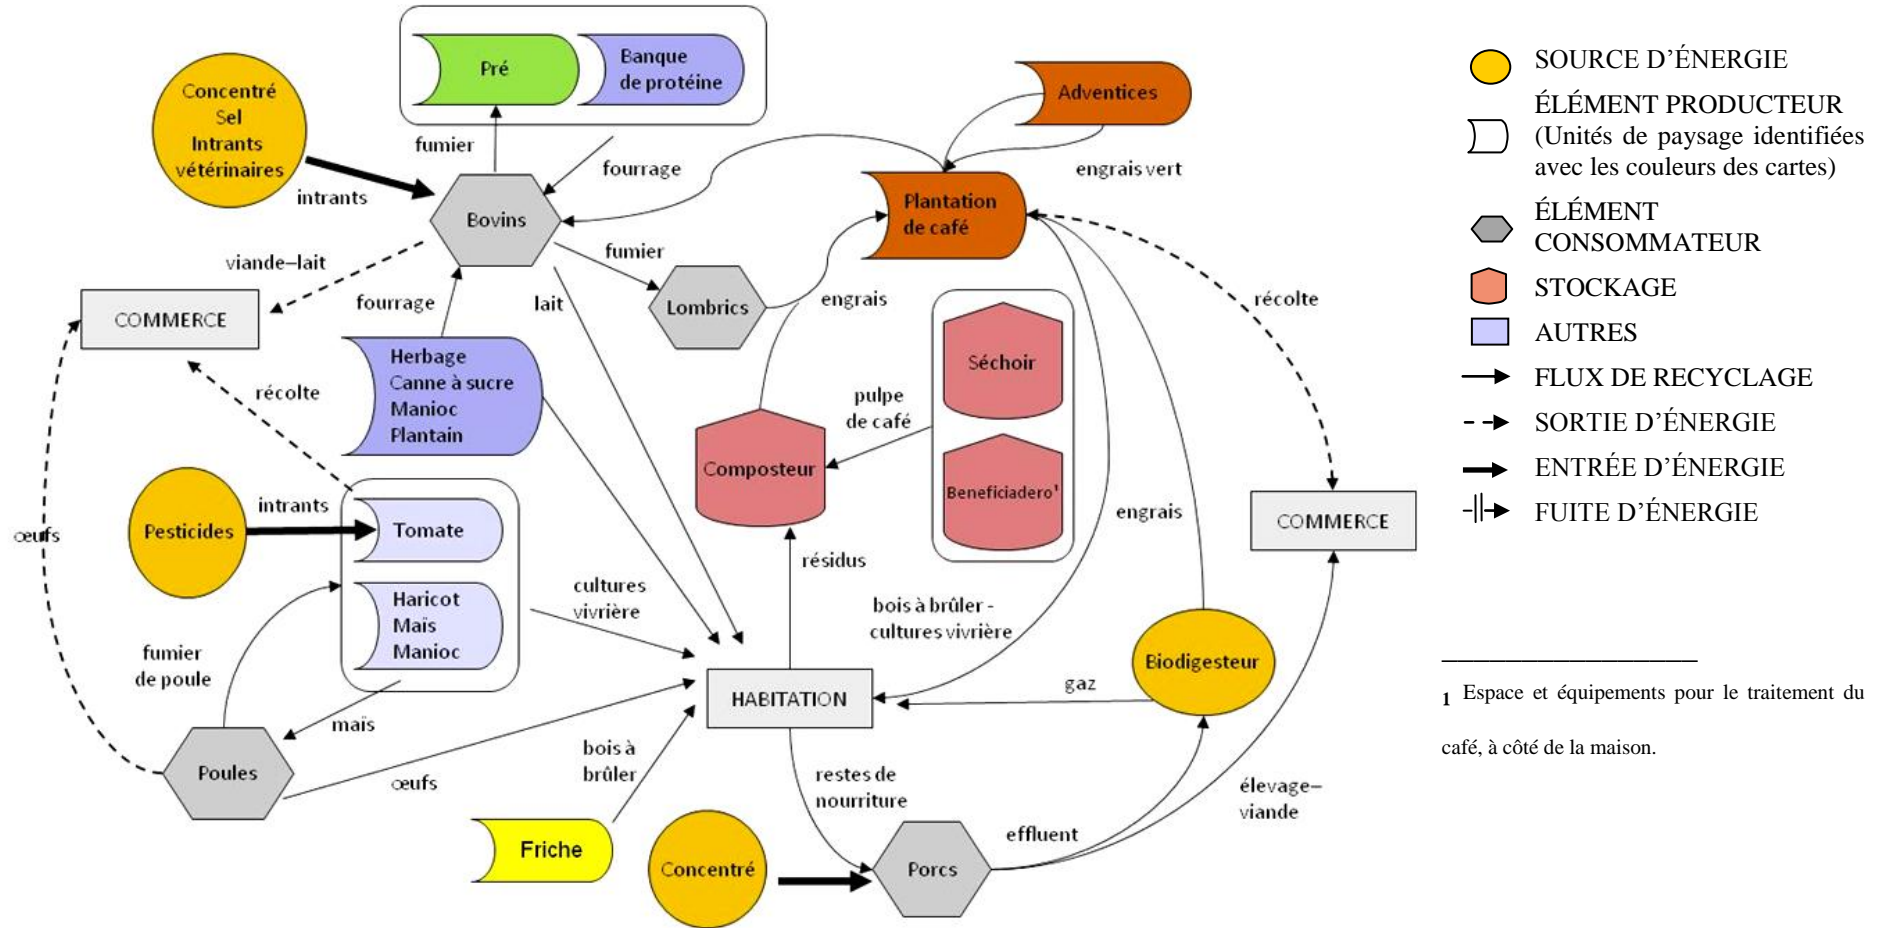 Concentré
Sel
Intrants
vétérinaires
intrants
Pré
Banque
de protéine
fumier
fourrage
Adventices
engrais vert
Bovins
Plantation
de café
viande–lait
fumier
COMMERCE
fourrage
lait
Lombrics
engrais
récolte
Herbage
Canne à sucre
Manioc
Plantain
récolte
Séchoir
pulpe
de café
Composteur
Beneficiadero¹
Pesticides
intrants
Tomate
œufs
engrais
COMMERCE
résidus
Haricot
Maïs
Manioc
cultures
vivrière
bois à brûler -
cultures vivrière
fumier
de poule
Biodigesteur
HABITATION
gaz
maïs
Poules
œufs
bois à
brûler
restes de
nourriture
élevage–
viande
Friche
Concentré
Porcs
effluent
SOURCE D’ÉNERGIE
ÉLÉMENT PRODUCTEUR
(Unités de paysage identifiées
avec les couleurs des cartes)
ÉLÉMENT
CONSOMMATEUR
STOCKAGE
AUTRES
FLUX DE RECYCLAGE
SORTIE D’ÉNERGIE
ENTRÉE D’ÉNERGIE
FUITE D’ÉNERGIE
1 Espace et équipements pour le traitement du
café, à côté de la maison.